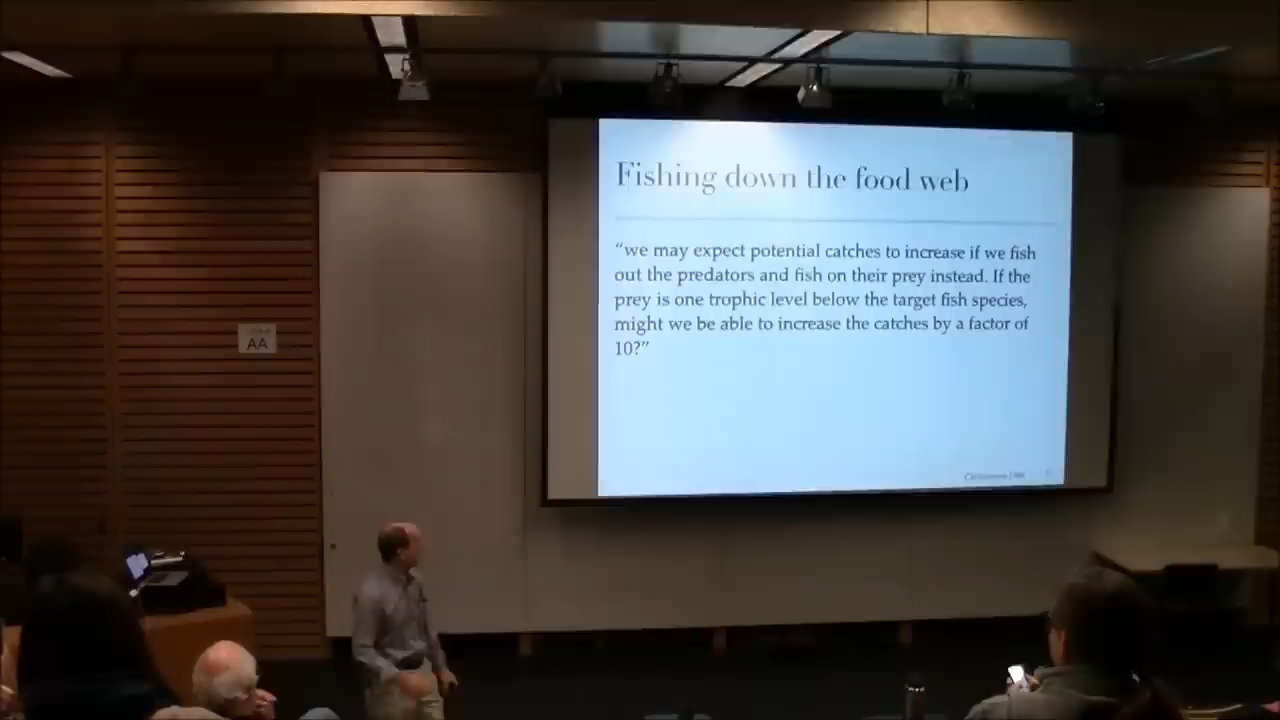 Fishing down the food web
“we may expect potential catches to increase if we fish
out the predators and fish on their prey instead. If the
prey is one trophic level below the target fish species,
might we be able to increase the catches by a factor of
10?”
AA